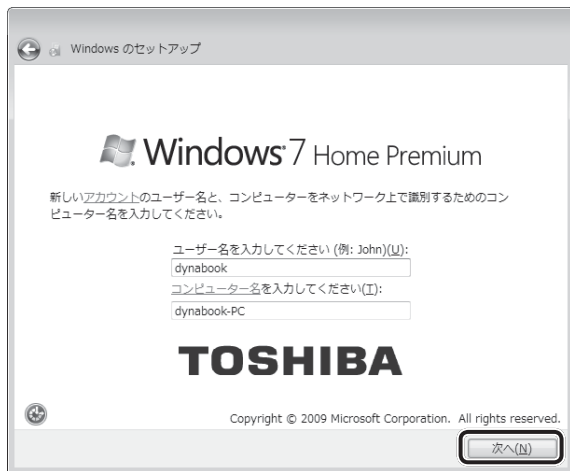 Windows のセットアップ
Windows 7 Home Premium
新しいアカウントのユーザー名と、コンピューターをネットワーク上で識別するためのコン
ピューター名を入力してください。
ユーザー名を入力してください (例: John)(U):
dynabook
コンピューター名を入力してください(T):
dynabook-PC
TOSHIBA
Copyright © 2009 Microsoft Corporation. All rights reserved.
次へ(N)